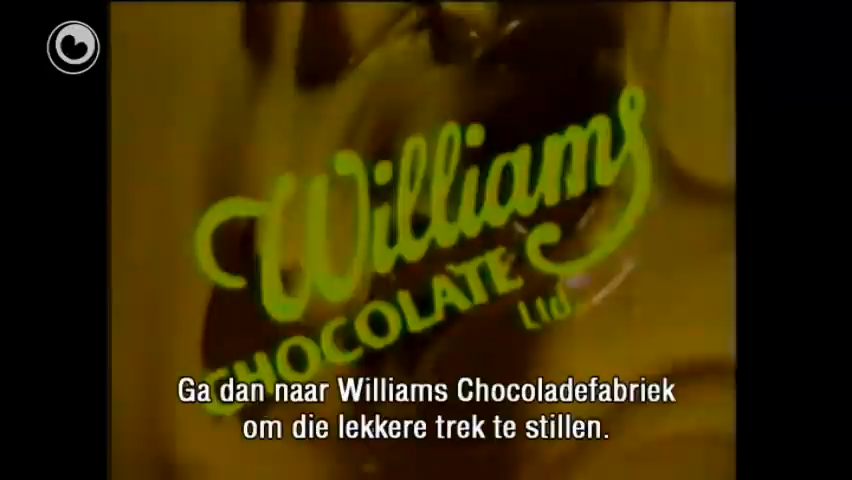 Williams
CHOCOLATE
Ltd.
Ga dan naar Williams Chocoladefabriek
om die lekkere trek te stillen.